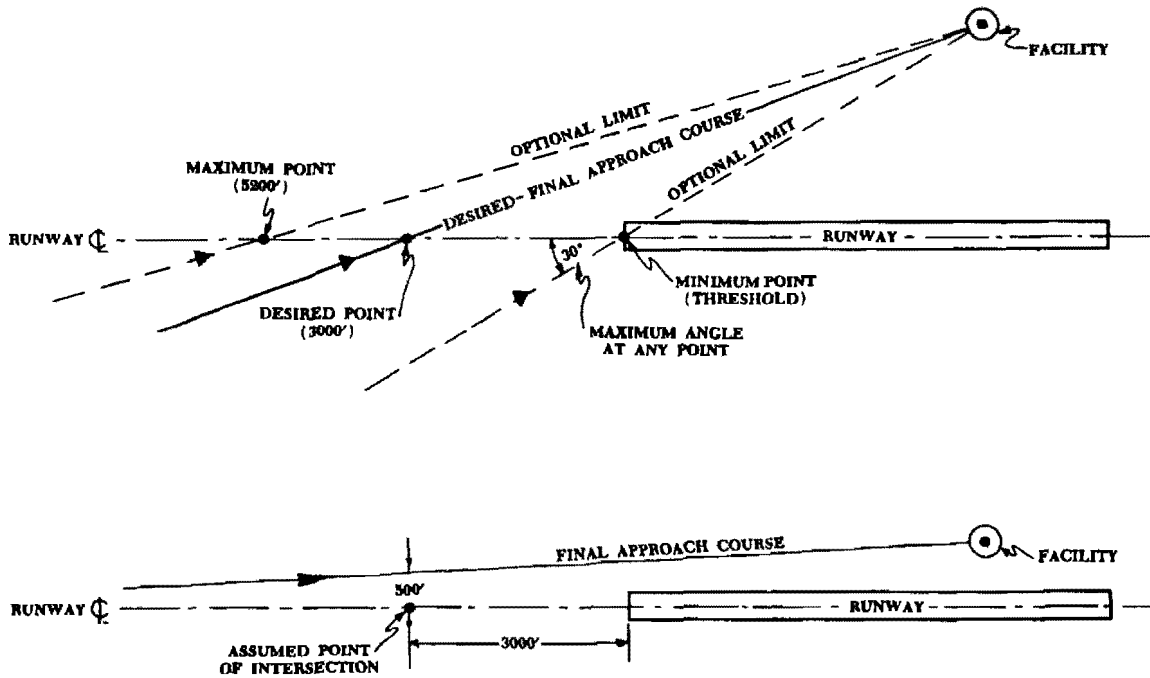 FACILITY
OPTIONAL LIMIT
DESIRED-FINAL APPROACH COURSE
OPTIONAL LIMIT
MAXIMUM POINT
(5200')
RUNWAY ℄
RUNWAY
30°
MINIMUM POINT
(THRESHOLD)
DESIRED POINT
(3000')
MAXIMUM ANGLE
AT ANY POINT
FINAL APPROACH COURSE
FACILITY
500'
RUNWAY ℄
RUNWAY
3000'
ASSUMED POINT
OF INTERSECTION